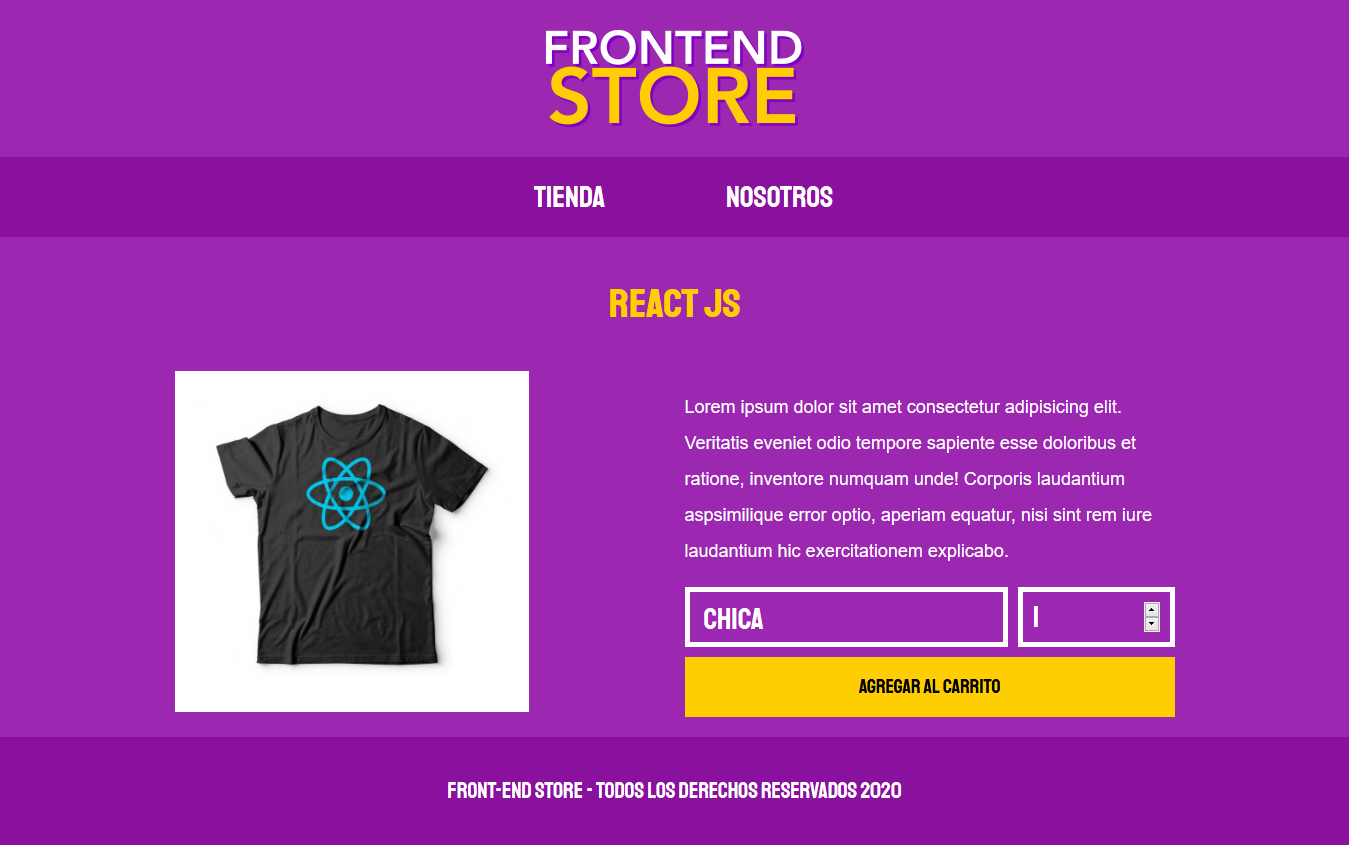 FRONTEND
STORE
TIENDA
NOSOTROS
REACT JS
Lorem ipsum dolor sit amet consectetur adipisicing elit.
Veritatis eveniet odio tempore sapiente esse doloribus et
ratione, inventore numquam unde! Corporis laudantium
aspsimilique error optio, aperiam equatur, nisi sint rem iure
laudantium hic exercitationem explicabo.
CHICA
1
AGREGAR AL CARRITO
FRONT-END STORE - TODOS LOS DERECHOS RESERVADOS 2020